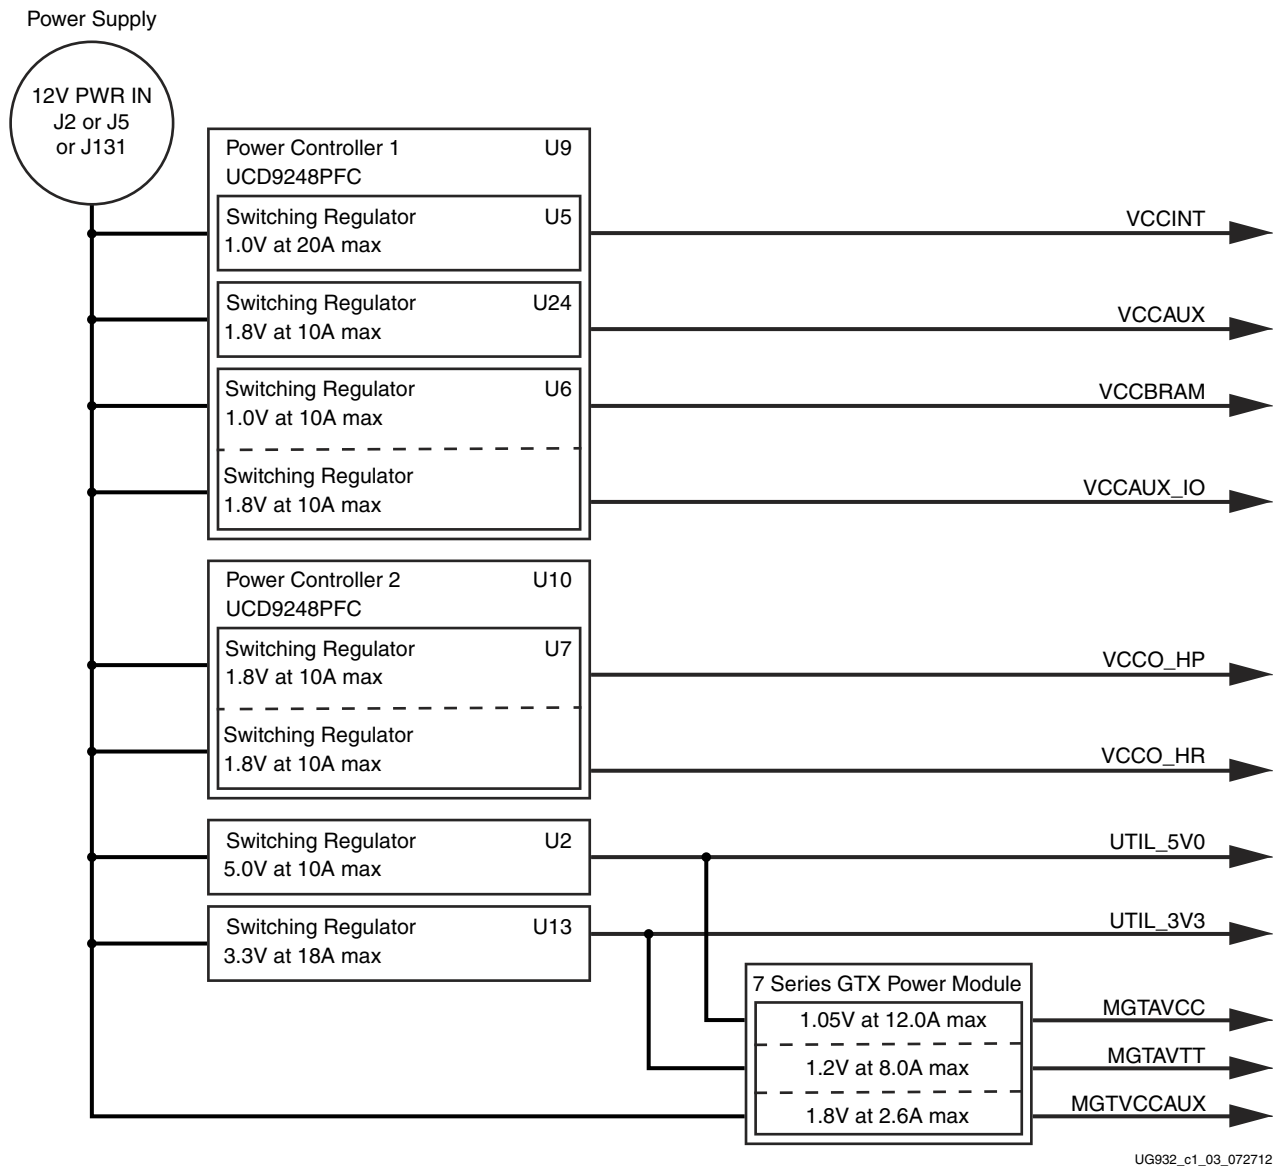 Power Supply
12V PWR IN
J2 or J5
or J131
Power Controller 1 U9
UCD9248PFC
Switching Regulator U5
1.0V at 20A max
VCCINT
Switching Regulator U24
1.8V at 10A max
VCCAUX
Switching Regulator U6
1.0V at 10A max
VCCBRAM
Switching Regulator
1.8V at 10A max
VCCAUX_IO
Power Controller 2 U10
UCD9248PFC
Switching Regulator U7
1.8V at 10A max
VCCO_HP
Switching Regulator
1.8V at 10A max
VCCO_HR
Switching Regulator U2
5.0V at 10A max
UTIL_5V0
Switching Regulator U13
3.3V at 18A max
UTIL_3V3
7 Series GTX Power Module
1.05V at 12.0A max
MGTAVCC
1.2V at 8.0A max
MGTAVTT
1.8V at 2.6A max
MGTVCCAUX
UG932_c1_03_072712